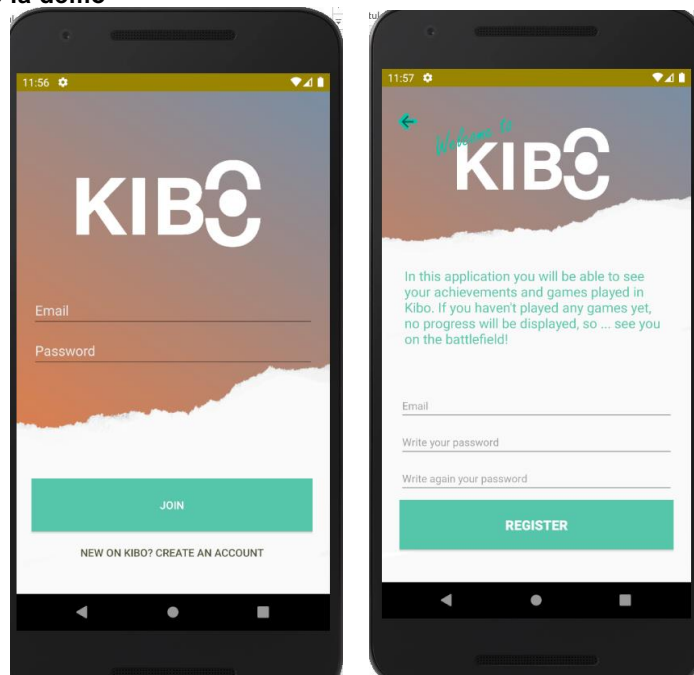 la demo
11:56
KIBO
Email
Password
JOIN
NEW ON KIBO? CREATE AN ACCOUNT
11:57
Welcome to
KIBO
In this application you will be able to see
your achievements and games played in
Kibo. If you haven't played any games yet,
no progress will be displayed, so ... see you
on the battlefield!
Email
Write your password
Write again your password
REGISTER